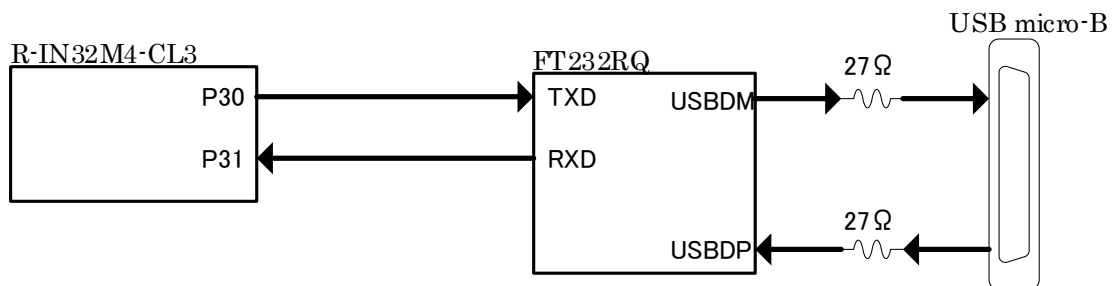 USB micro-B
R-IN32M4-CL3
FT232RQ
27Ω
P30
TXD
USBDM
P31
RXD
27Ω
USBDP